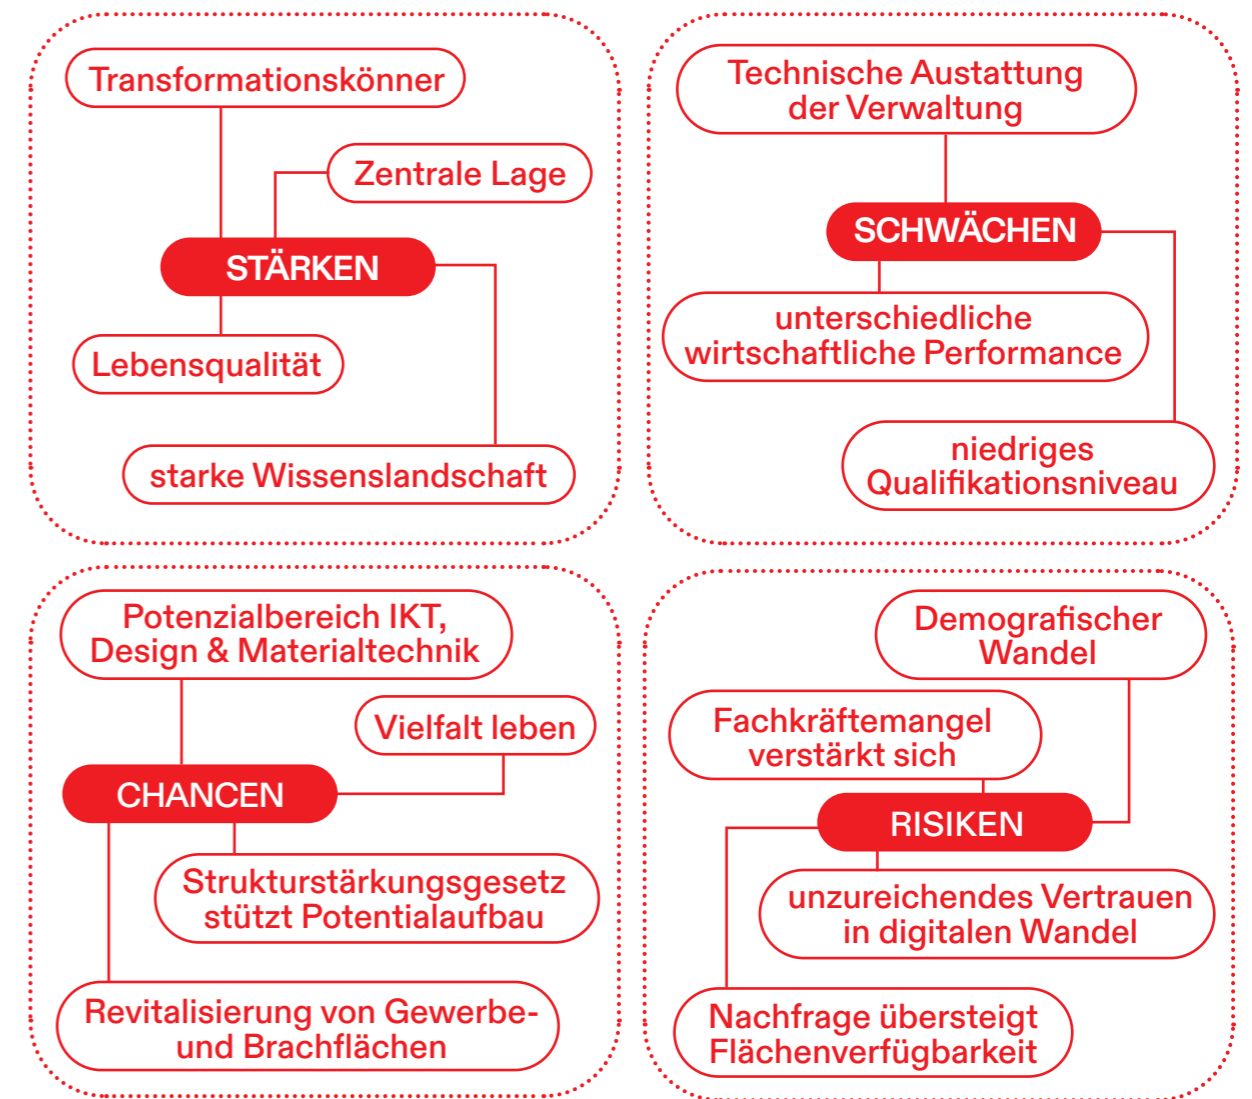 Transformationskönner
Zentrale Lage
STÄRKEN
Lebensqualität
starke Wissenslandschaft
Technische Austattung
der Verwaltung
SCHWÄCHEN
unterschiedliche
wirtschaftliche Performance
niedriges
Qualifikationsniveau
Potenzialbereich IKT,
Design & Materialtechnik
Vielfalt leben
CHANCEN
Strukturstärkungsgesetz
stützt Potentialaufbau
Revitalisierung von Gewerbe-
und Brachflächen
Demografischer
Wandel
Fachkräftemangel
verstärkt sich
RISIKEN
unzureichendes Vertrauen
in digitalen Wandel
Nachfrage übersteigt
Flächenverfügbarkeit